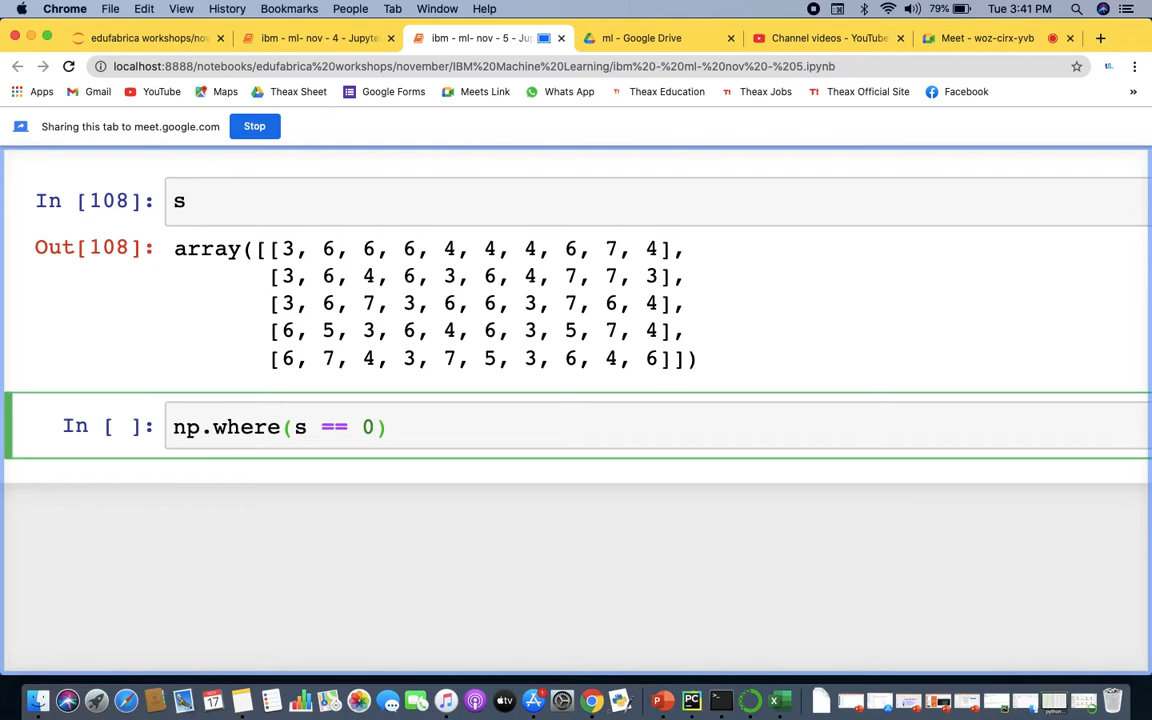 Chrome File Edit View History Bookmarks People Tab Window Help 79% Tue 3:41 PM
edufabrica workshops/nov ibm - ml- nov - 4 - Jupyte ibm - ml- nov - 5 - Ju ml - Google Drive Channel videos - YouTube Meet - woz-cirx-yvb
localhost:8888/notebooks/edufabrica%20workshops/november/IBM%20Machine%20Learning/ibm%20-%20ml-%20nov%20-%205.ipynb
Apps Gmail YouTube Maps Theax Sheet Google Forms Meets Link Whats App Theax Education Theax Jobs Theax Official Site Facebook »
Sharing this tab to meet.google.com Stop
In [108]: s
Out[108]: array([[3, 6, 6, 6, 4, 4, 4, 6, 7, 4],
[3, 6, 4, 6, 3, 6, 4, 7, 7, 3],
[3, 6, 7, 3, 6, 6, 3, 7, 6, 4],
[6, 5, 3, 6, 4, 6, 3, 5, 7, 4],
[6, 7, 4, 3, 7, 5, 3, 6, 4, 6]])
In [ ]: np.where(s == 0)